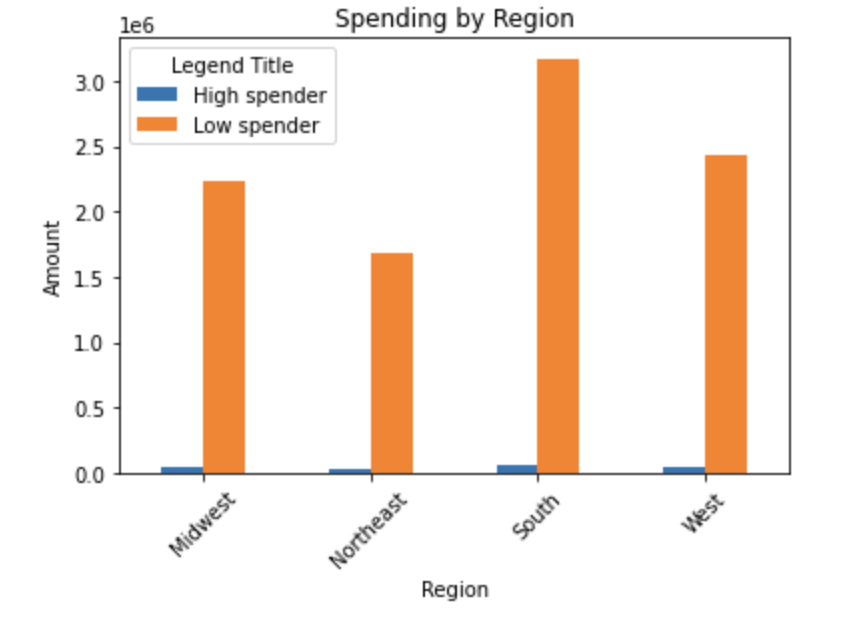 Spending by Region
1e6
Legend Title
High spender
Low spender
3.0
2.5
2.0
1.5
1.0
0.5
0.0
Amount
Midwest
Northeast
South
West
Region